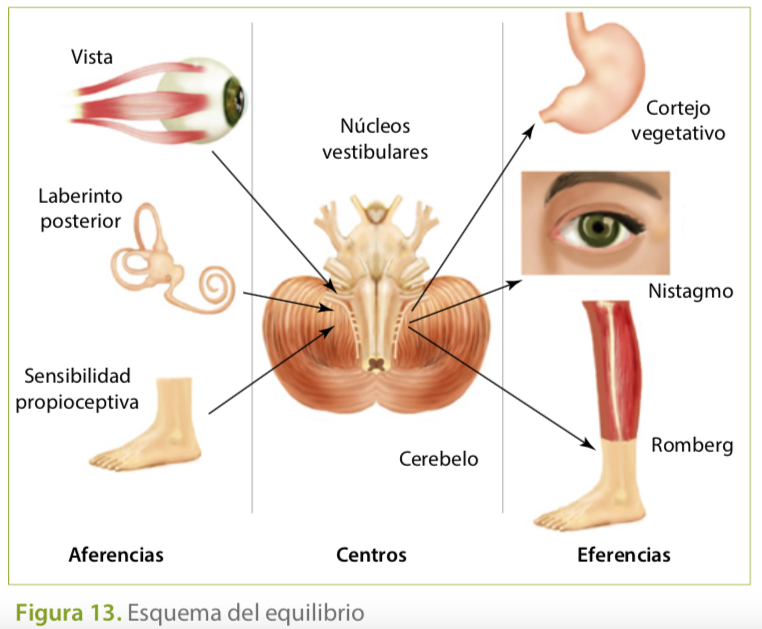 Vista
Laberinto
posterior
Sensibilidad
propioceptiva
Aferencias
Núcleos
vestibulares
Cerebelo
Centros
Cortejo
vegetativo
Nistagmo
Romberg
Eferencias
Figura 13. Esquema del equilibrio